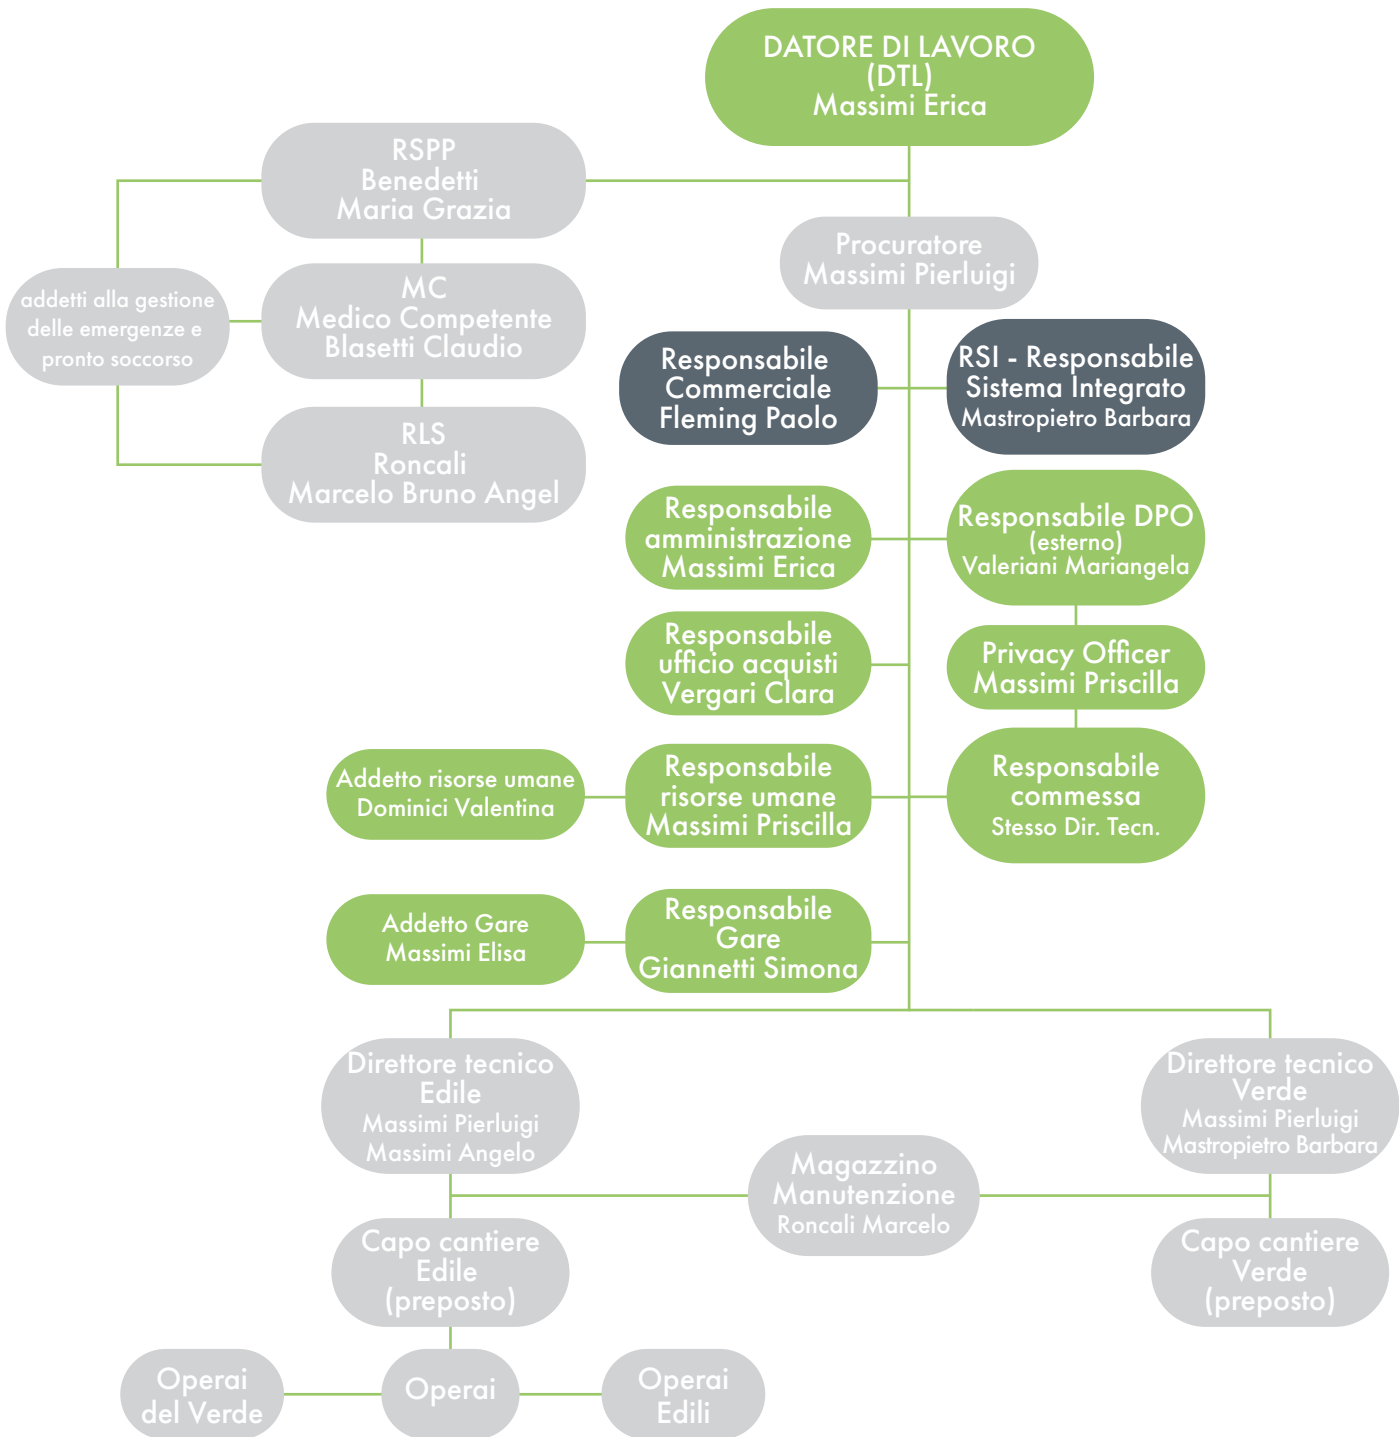 DATORE DI LAVORO
(DTL)
Massimi Erica
RSPP
Benedetti
Maria Grazia
Procuratore
Massimi Pierluigi
addetti alla gestione
delle emergenze e
pronto soccorso
MC
Medico Competente
Blasetti Claudio
Responsabile
Commerciale
Fleming Paolo
RSI - Responsabile
Sistema Integrato
Mastropietro Barbara
RLS
Roncali
Marcelo Bruno Angel
Responsabile
amministrazione
Massimi Erica
Responsabile DPO
(esterno)
Valeriani Mariangela
Responsabile
ufficio acquisti
Vergari Clara
Privacy Officer
Massimi Priscilla
Addetto risorse umane
Dominici Valentina
Responsabile
risorse umane
Massimi Priscilla
Responsabile
commessa
Stesso Dir. Tecn.
Addetto Gare
Massimi Elisa
Responsabile
Gare
Giannetti Simona
Direttore tecnico
Edile
Massimi Pierluigi
Massimi Angelo
Direttore tecnico
Verde
Massimi Pierluigi
Mastropietro Barbara
Magazzino
Manutenzione
Roncali Marcelo
Capo cantiere
Edile
(preposto)
Capo cantiere
Verde
(preposto)
Operai
del Verde
Operai
Operai
Edili